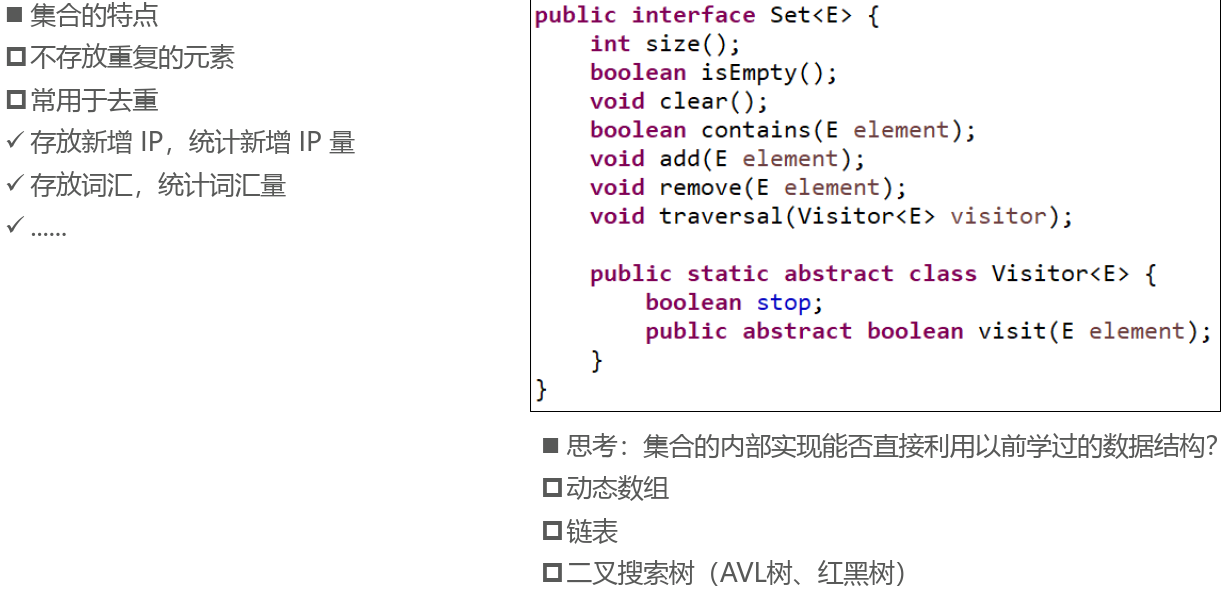 ■ 集合的特点
□ 不存放重复的元素
□ 常用于去重
✓ 存放新增 IP，统计新增 IP 量
✓ 存放词汇，统计词汇量
✓ ......
public interface Set<E> {
    int size();
    boolean isEmpty();
    void clear();
    boolean contains(E element);
    void add(E element);
    void remove(E element);
    void traversal(Visitor<E> visitor);

    public static abstract class Visitor<E> {
        boolean stop;
        public abstract boolean visit(E element);
    }
}
■ 思考：集合的内部实现能否直接利用以前学过的数据结构？
□ 动态数组
□ 链表
□ 二叉搜索树（AVL树、红黑树）